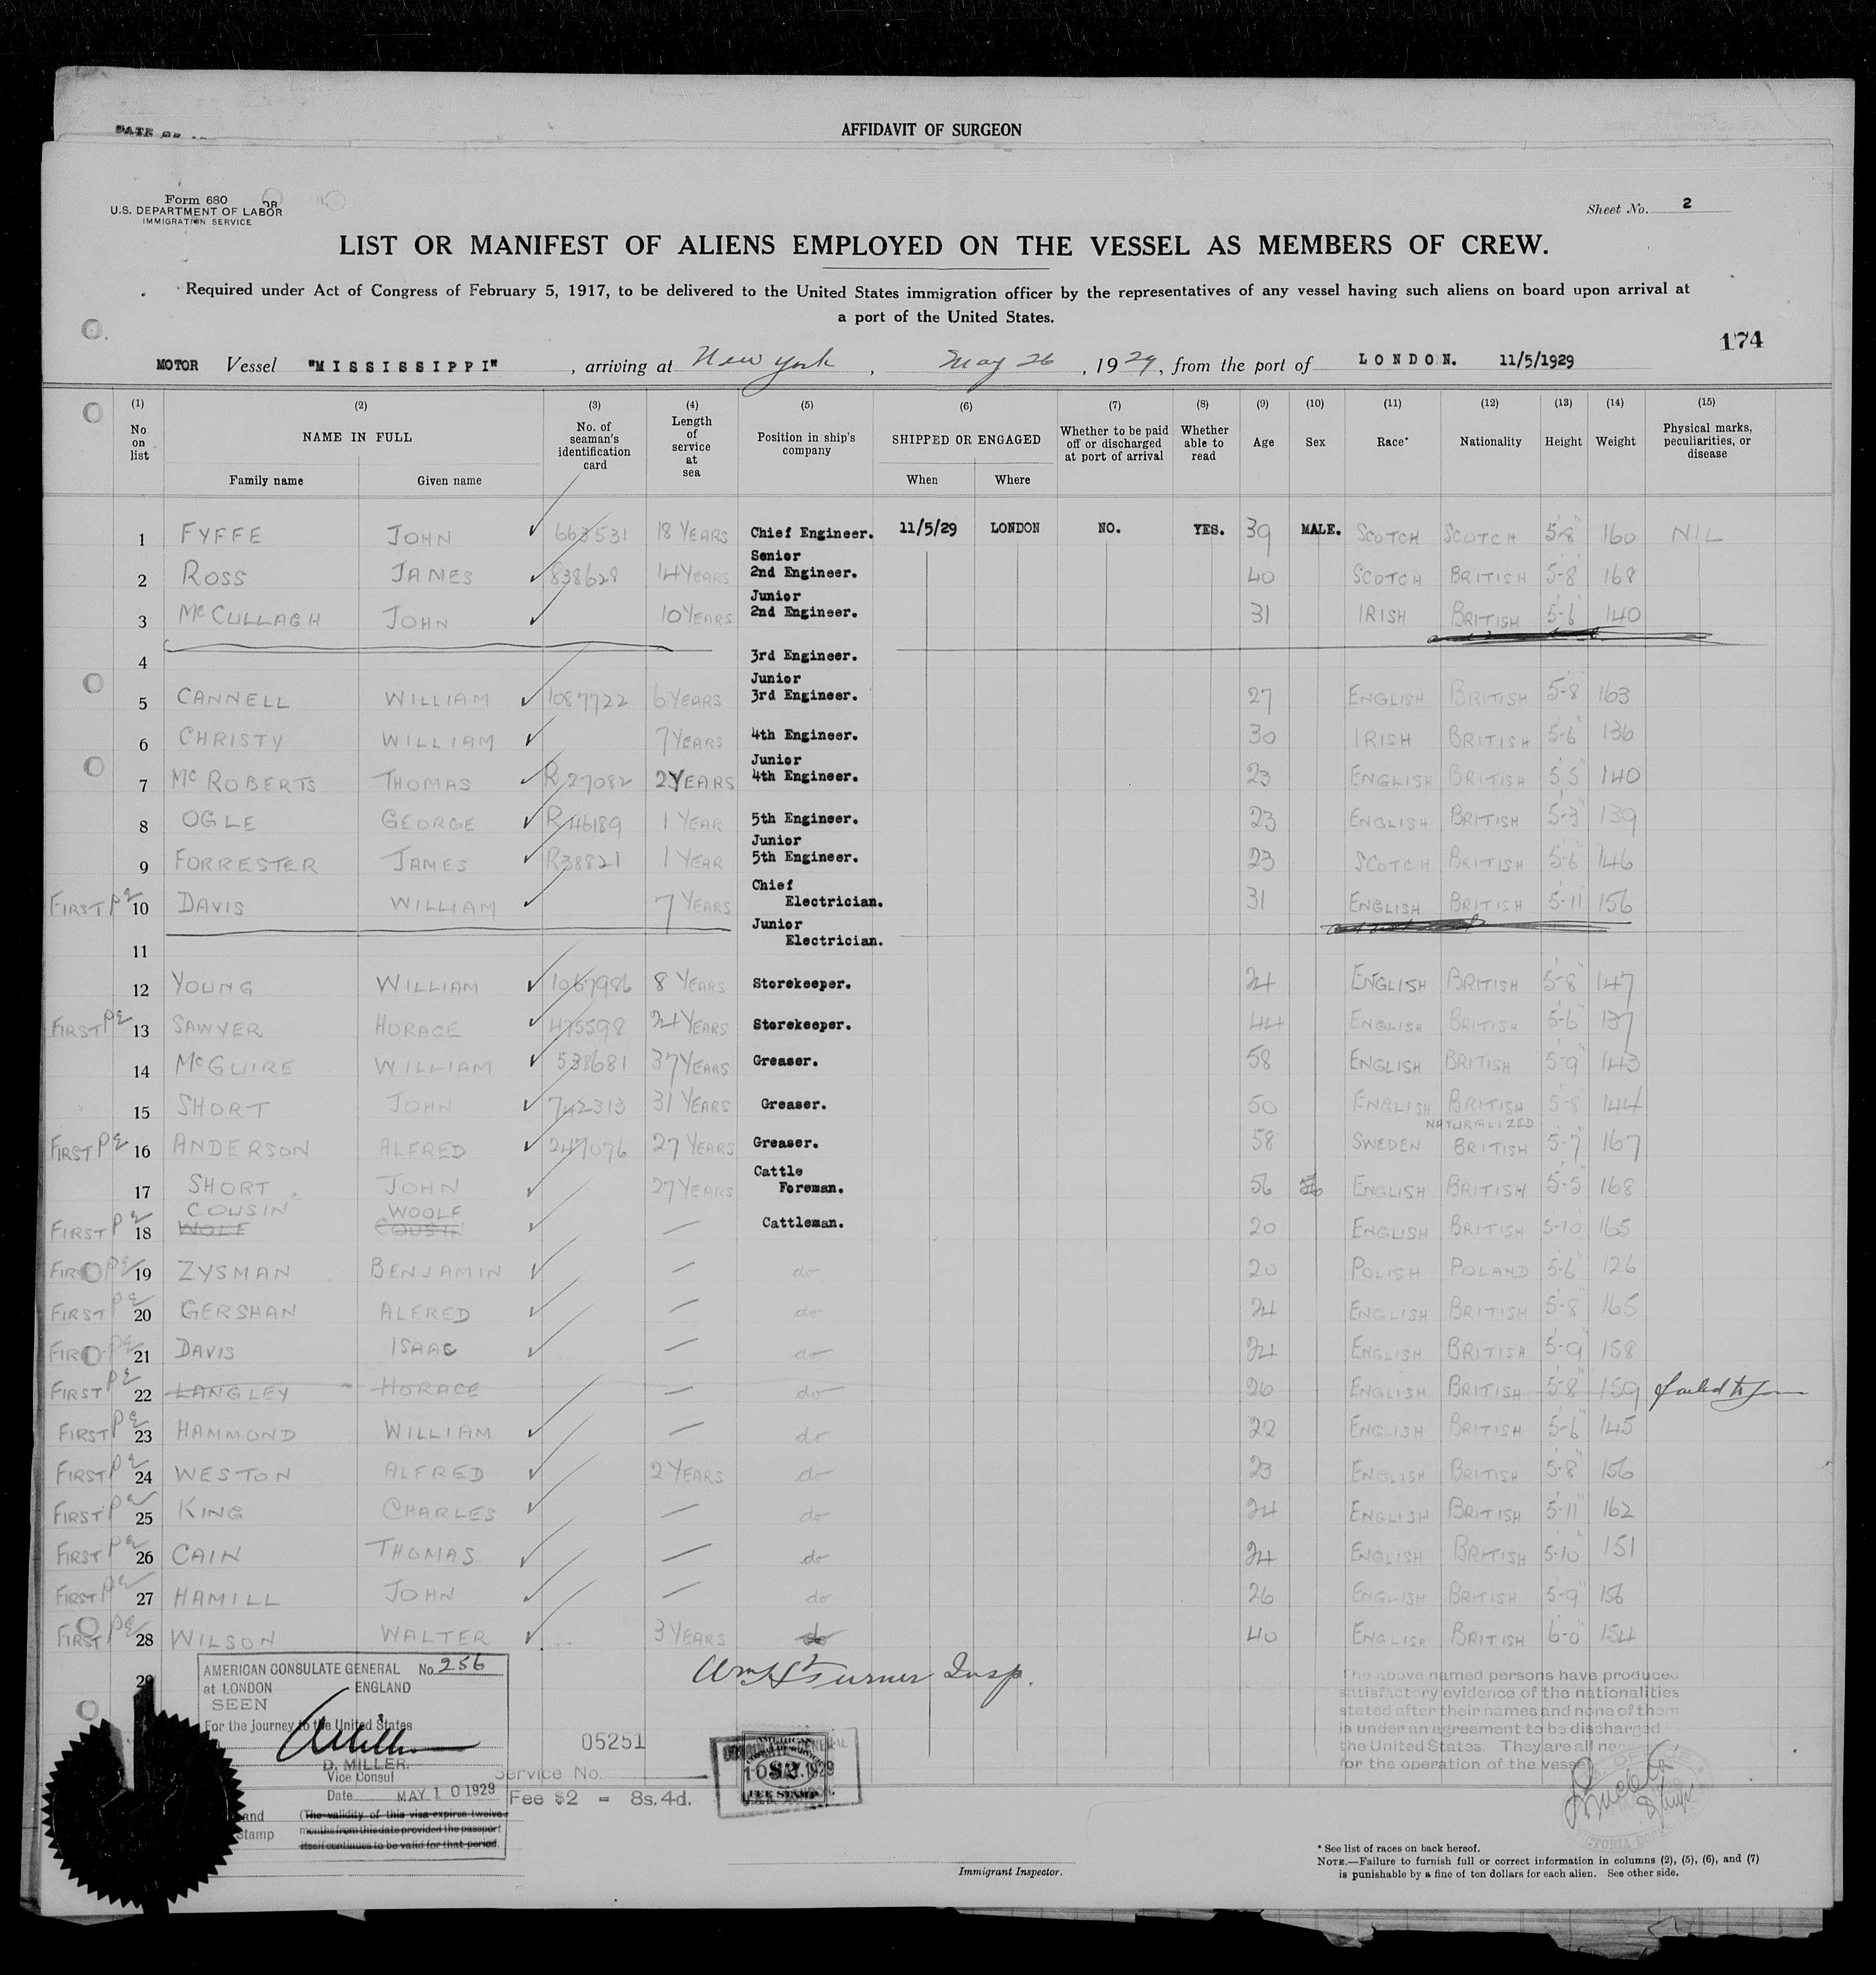 AFFIDAVIT OF SURGEON
Form 680
U.S. DEPARTMENT OF LABOR
IMMIGRATION SERVICE
Sheet No. 2
LIST OR MANIFEST OF ALIENS EMPLOYED ON THE VESSEL AS MEMBERS OF CREW.
Required under Act of Congress of February 5, 1917, to be delivered to the United States immigration officer by the representatives of any vessel having such aliens on board upon arrival at
a port of the United States.
174
MOTOR Vessel "MISSISSIPPI", arriving at New York, May 26, 1929, from the port of LONDON. 11/5/1929
(1) (2) (3) (4) (5) (6) (7) (8) (9) (10) (11) (12) (13) (14) (15)
No. on list NAME IN FULL Family name Given name No. of seaman's identification card Length of service at sea Position in ship's company SHIPPED OR ENGAGED When Where Whether to be paid off or discharged at port of arrival Whether able to read Age Sex Race* Nationality Height Weight Physical marks, peculiarities, or disease
1 FYFFE JOHN 663531 18 YEARS Chief Engineer. 11/5/29 LONDON NO. YES. 39 MALE. SCOTCH SCOTCH 5-8" 160 NIL
2 ROSS JAMES 838628 14 YEARS Senior 2nd Engineer. 40 SCOTCH BRITISH 5-8" 168
3 McCULLAGH JOHN 10 YEARS Junior 2nd Engineer. 31 IRISH BRITISH 5-6" 140
4 3rd Engineer.
5 CANNELL WILLIAM 1087722 6 YEARS Junior 3rd Engineer. 27 ENGLISH BRITISH 5-8" 163
6 CHRISTY WILLIAM 7 YEARS 4th Engineer. 30 IRISH BRITISH 5-6" 136
7 McROBERTS THOMAS R 27082 2 YEARS Junior 4th Engineer. 23 ENGLISH BRITISH 5-5" 140
8 OGLE GEORGE R 46189 1 YEAR 5th Engineer. 23 ENGLISH BRITISH 5-3" 139
9 FORRESTER JAMES R38821 1 YEAR Junior 5th Engineer. 23 SCOTCH BRITISH 5-6" 146
FIRST 10 DAVIS WILLIAM 7 YEARS Chief Electrician. 31 ENGLISH BRITISH 5-11" 156
11 Junior Electrician.
12 YOUNG WILLIAM 1067986 8 YEARS Storekeeper. 24 ENGLISH BRITISH 5-8" 147
FIRST 13 SAWYER HORACE 475598 24 YEARS Storekeeper. 44 ENGLISH BRITISH 5-6" 137
14 McGUIRE WILLIAM 538681 37 YEARS Greaser. 58 ENGLISH BRITISH 5-9" 143
15 SHORT JOHN 742313 31 YEARS Greaser. 50 ENGLISH BRITISH 5-8" 144
FIRST 16 ANDERSON ALFRED 247076 27 YEARS Greaser. 58 SWEDEN NATURALIZED BRITISH 5-7" 167
17 SHORT JOHN 27 YEARS Cattle Foreman. 56 ENGLISH BRITISH 5-5" 168
COUSIN WOOLF
FIRST 18 WOLF COUSIN — Cattleman. 20 ENGLISH BRITISH 5-10" 165
FIRST 19 ZYSMAN BENJAMIN — do 20 POLISH POLAND 5-6" 126
FIRST 20 GERSHAN ALFRED — do 24 ENGLISH BRITISH 5-8" 165
FIRST 21 DAVIS ISAAC — do 24 ENGLISH BRITISH 5-9" 158
FIRST 22 LANGLEY HORACE — do 26 ENGLISH BRITISH 5-8" 159 failed to join
FIRST 23 HAMMOND WILLIAM — do 22 ENGLISH BRITISH 5-6" 145
FIRST 24 WESTON ALFRED 2 YEARS do 23 ENGLISH BRITISH 5-8" 156
FIRST 25 KING CHARLES — do 24 ENGLISH BRITISH 5-11" 162
FIRST 26 CAIN THOMAS — do 24 ENGLISH BRITISH 5-10" 151
FIRST 27 HAMILL JOHN — do 26 ENGLISH BRITISH 5-9" 156
FIRST 28 WILSON WALTER 3 YEARS do 40 ENGLISH BRITISH 6-0" 154
29
Turner Insp.
AMERICAN CONSULATE GENERAL No. 256
at LONDON ENGLAND
SEEN
For the journey to the United States
D. MILLER.
Vice Consul
Date MAY 10 1929
and Stamp
(The validity of this visa expires twelve
months from this date provided the passport
itself continues to be valid for that period.
05251
Service No.
Fee $2 = 8s. 4d.
AMERICAN
$2
FEE STAMP
The above named persons have produced
satisfactory evidence of the nationalities
stated after their names and none of them
is under an agreement to be discharged
the United States. They are all
for the operation of the vessel
Immigrant Inspector.
* See list of races on back hereof.
NOTE.—Failure to furnish full or correct information in columns (2), (5), (6), and (7)
is punishable by a fine of ten dollars for each alien. See other side.